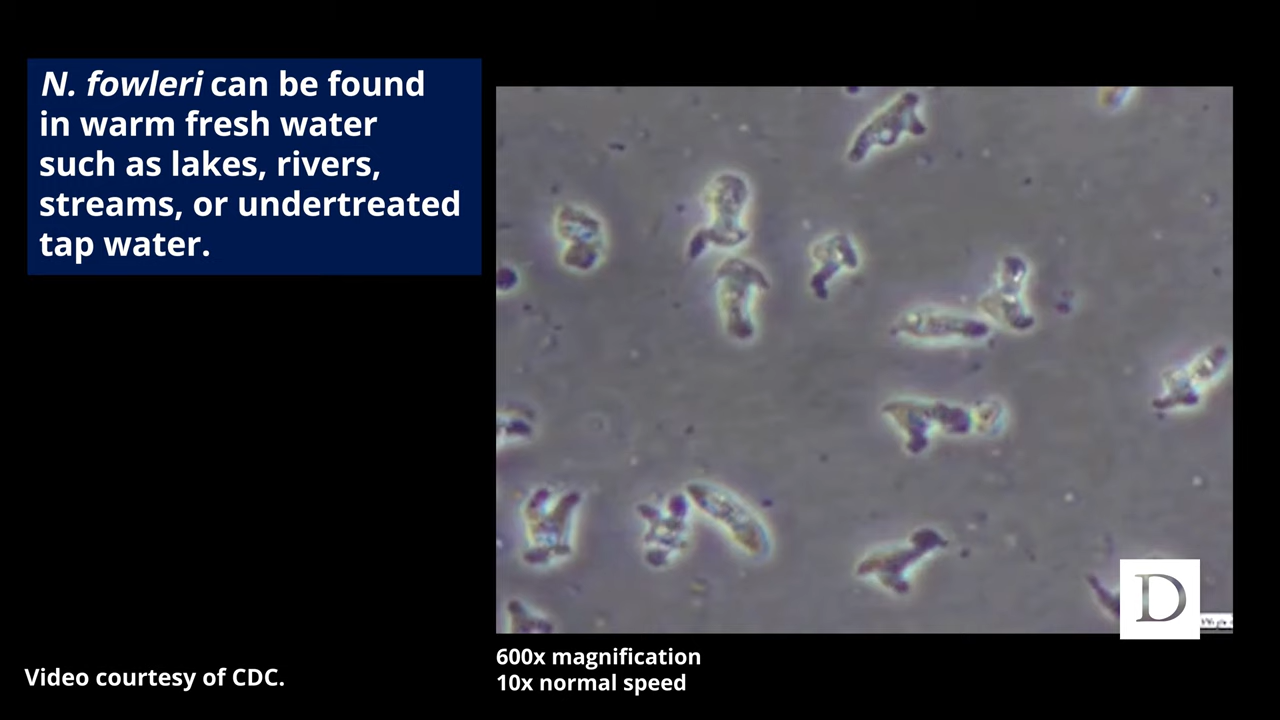 N. fowleri can be found
in warm fresh water
such as lakes, rivers,
streams, or undertreated
tap water.
D
600x magnification
10x normal speed
Video courtesy of CDC.